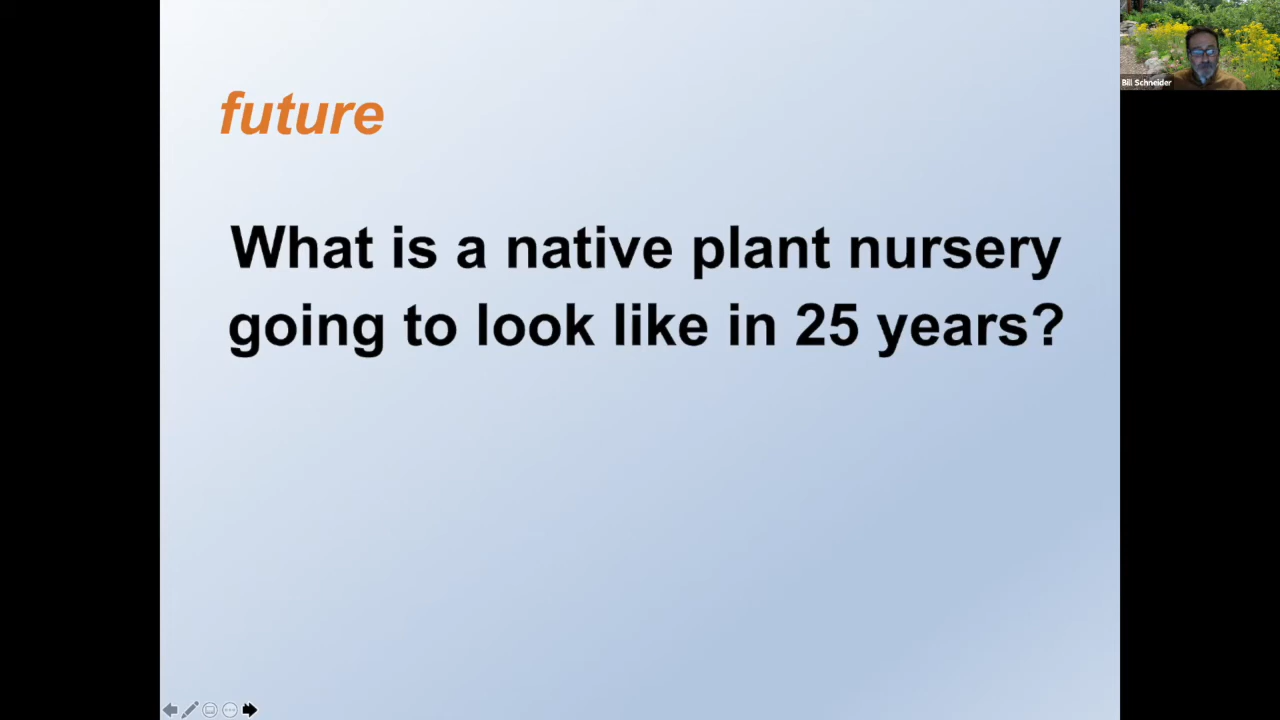 future
What is a native plant nursery
going to look like in 25 years?
Bill Schneider